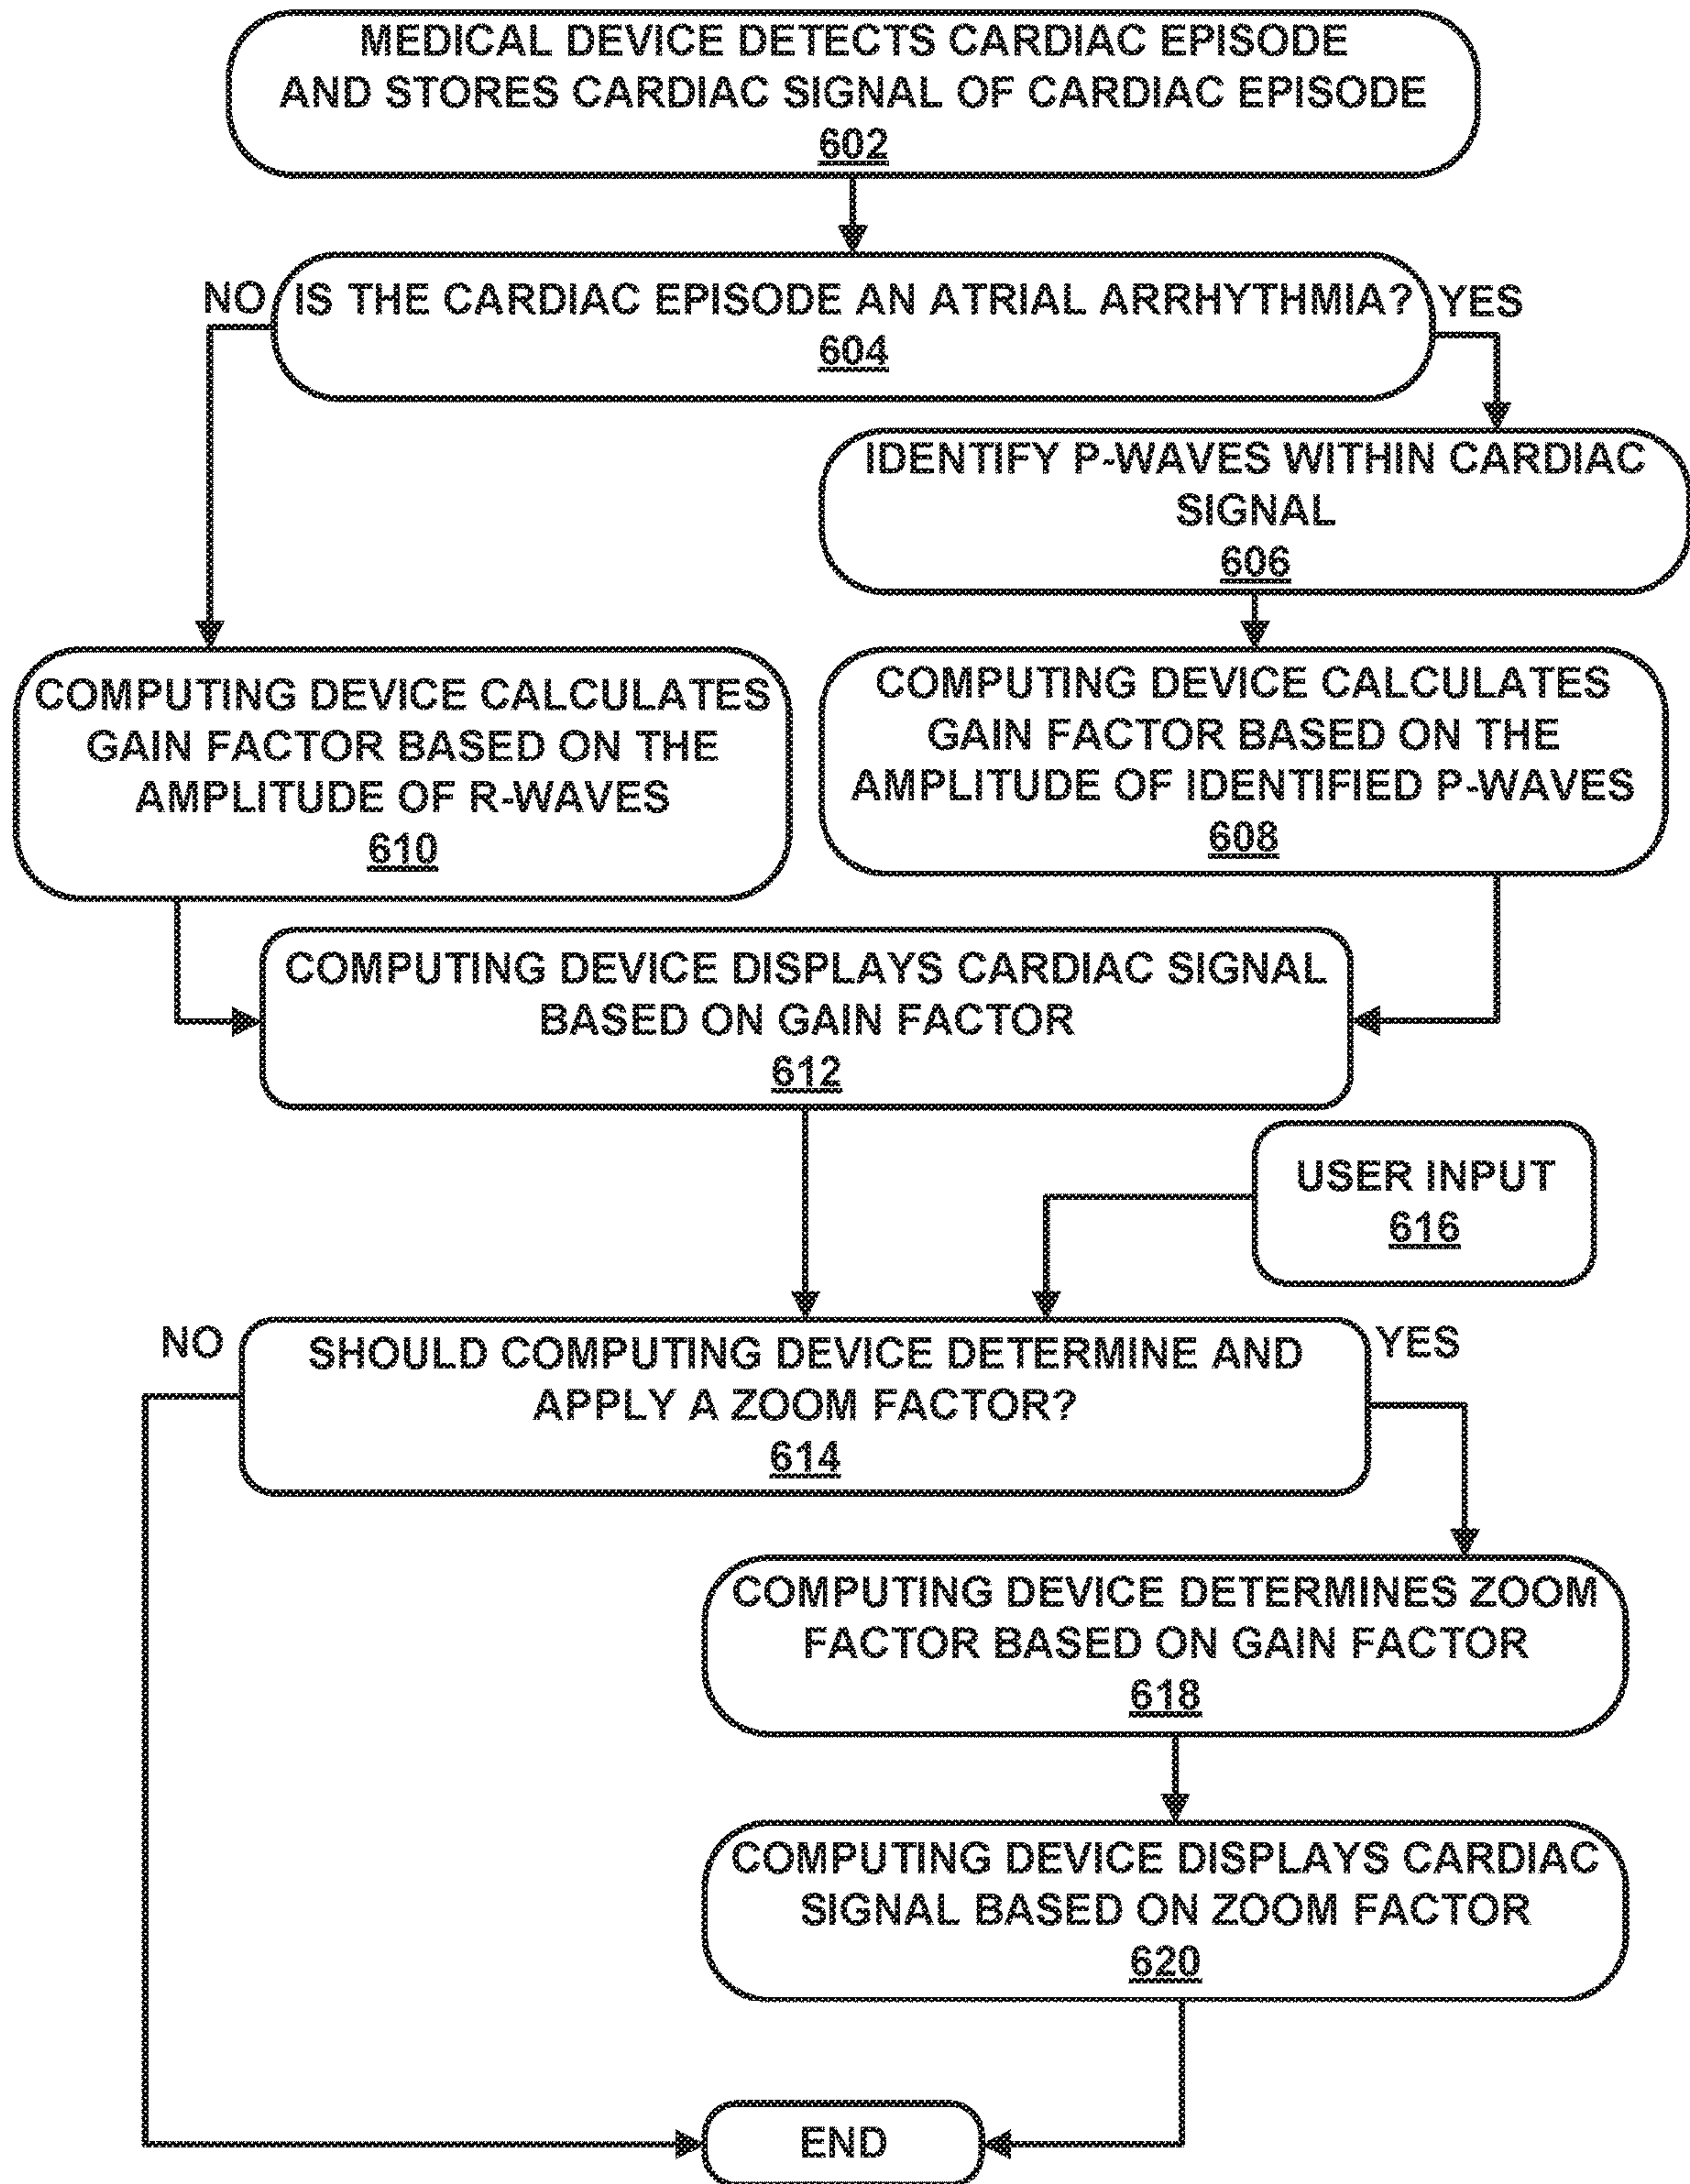 MEDICAL DEVICE DETECTS CARDIAC EPISODE
AND STORES CARDIAC SIGNAL OF CARDIAC EPISODE
602
NO
IS THE CARDIAC EPISODE AN ATRIAL ARRHYTHMIA?
YES
604
IDENTIFY P-WAVES WITHIN CARDIAC
SIGNAL
606
COMPUTING DEVICE CALCULATES
GAIN FACTOR BASED ON THE
AMPLITUDE OF R-WAVES
610
COMPUTING DEVICE CALCULATES
GAIN FACTOR BASED ON THE
AMPLITUDE OF IDENTIFIED P-WAVES
608
COMPUTING DEVICE DISPLAYS CARDIAC SIGNAL
BASED ON GAIN FACTOR
612
USER INPUT
616
NO
SHOULD COMPUTING DEVICE DETERMINE AND
APPLY A ZOOM FACTOR?
614
YES
COMPUTING DEVICE DETERMINES ZOOM
FACTOR BASED ON GAIN FACTOR
618
COMPUTING DEVICE DISPLAYS CARDIAC
SIGNAL BASED ON ZOOM FACTOR
620
END